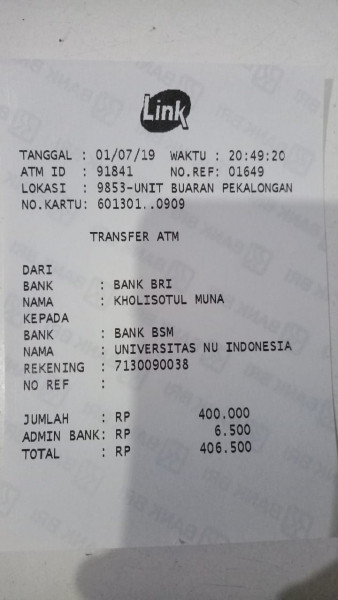 Link
TANGGAL : 01/07/19 WAKTU : 20:49:20
ATM ID : 91841 NO.REF: 01649
LOKASI : 9853-UNIT BUARAN PEKALONGAN
NO.KARTU: 601301..0909
TRANSFER ATM
DARI
BANK : BANK BRI
NAMA : KHOLISOTUL MUNA
KEPADA
BANK : BANK BSM
NAMA : UNIVERSITAS NU INDONESIA
REKENING : 7130090038
NO REF :
JUMLAH : RP 400.000
ADMIN BANK: RP 6.500
TOTAL : RP 406.500